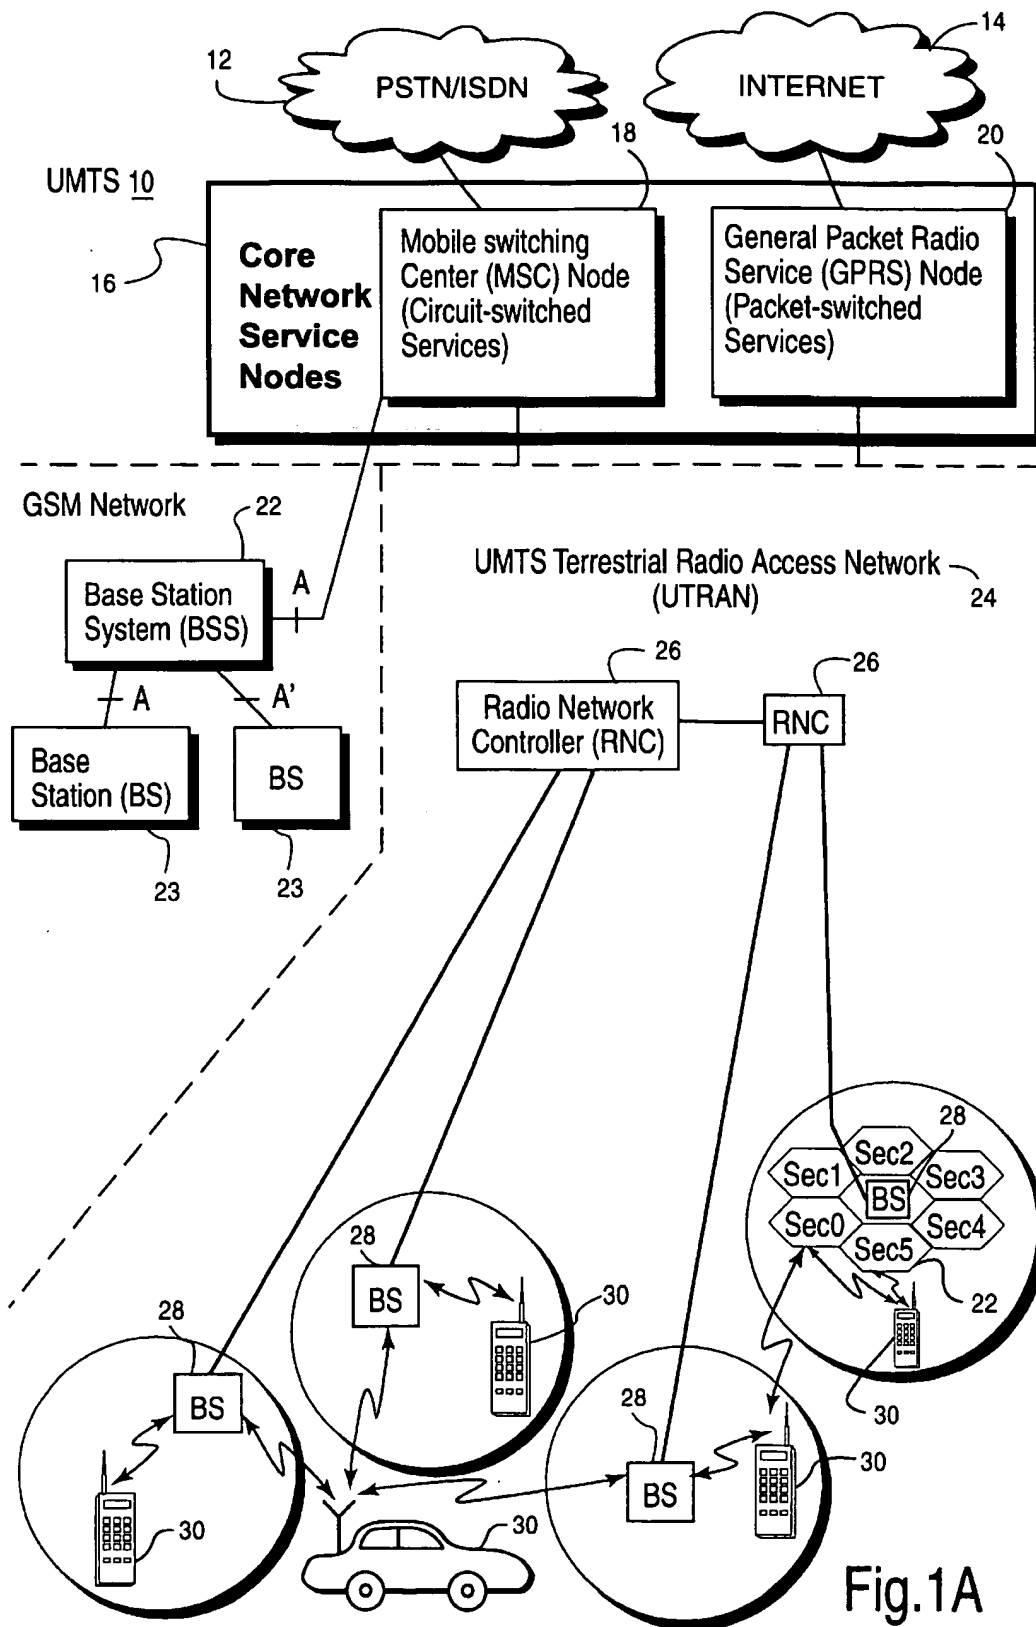 12
PSTN/ISDN
14
INTERNET
18
20
UMTS 10
16
Core
Network
Service
Nodes
Mobile switching
Center (MSC) Node
(Circuit-switched
Services)
General Packet Radio
Service (GPRS) Node
(Packet-switched
Services)
GSM Network
22
Base Station
System (BSS)
A
A
A'
Base
Station (BS)
BS
23
23
UMTS Terrestrial Radio Access Network
(UTRAN)
24
26
Radio Network
Controller (RNC)
26
RNC
28
Sec1
Sec2
Sec3
BS
Sec0
Sec5
Sec4
22
30
28
BS
30
28
BS
30
28
BS
30
30
Fig.1A